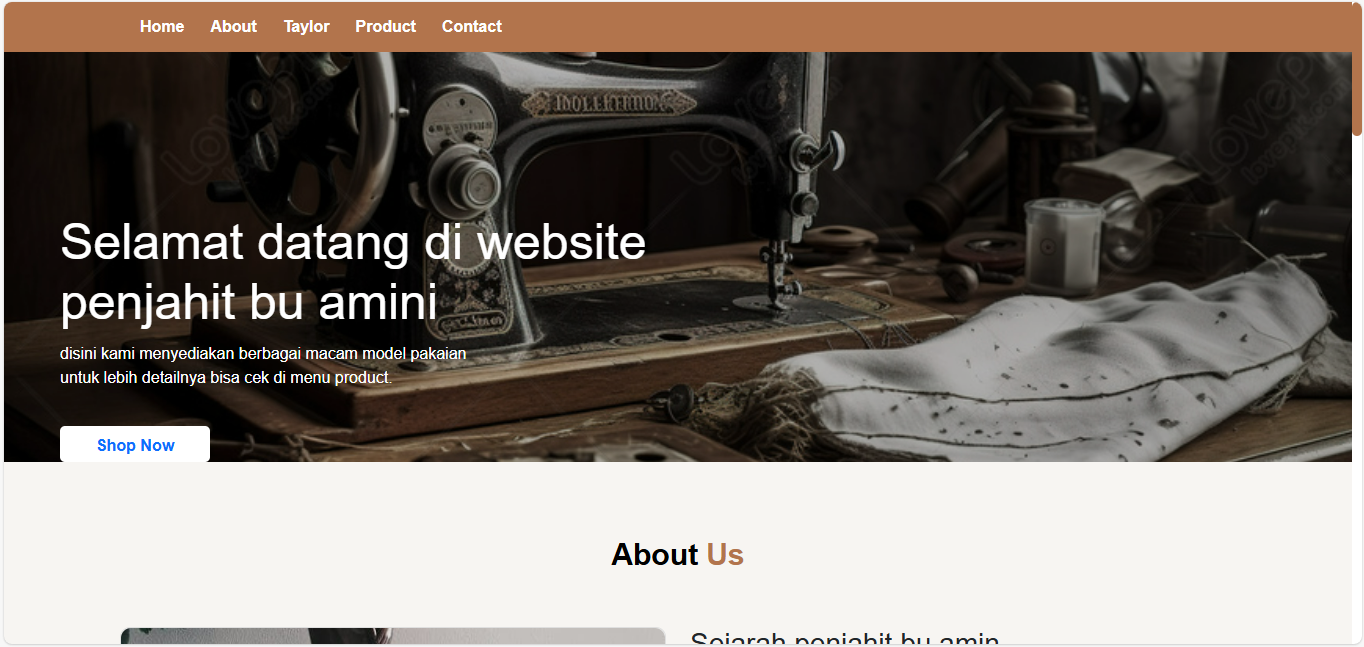 Home About Taylor Product Contact
Selamat datang di website
penjahit bu amini
disini kami menyediakan berbagai macam model pakaian
untuk lebih detailnya bisa cek di menu product.
Shop Now
About Us
Sejarah penjahit bu amin